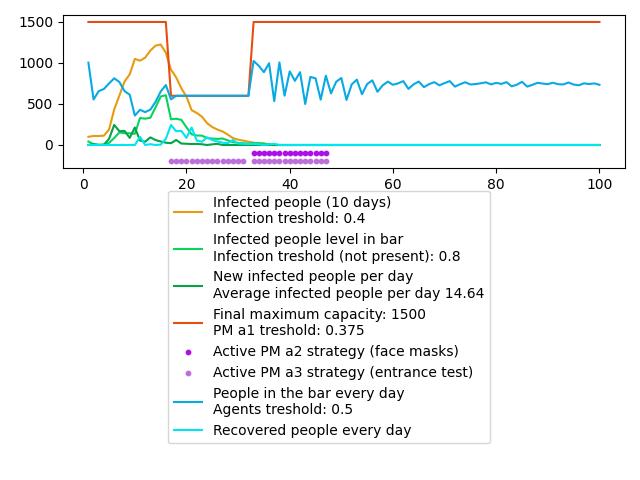 1500
1000
500
0
0 20 40 60 80 100
Infected people (10 days)
Infection treshold: 0.4
Infected people level in bar
Infection treshold (not present): 0.8
New infected people per day
Average infected people per day 14.64
Final maximum capacity: 1500
PM a1 treshold: 0.375
Active PM a2 strategy (face masks)
Active PM a3 strategy (entrance test)
People in the bar every day
Agents treshold: 0.5
Recovered people every day